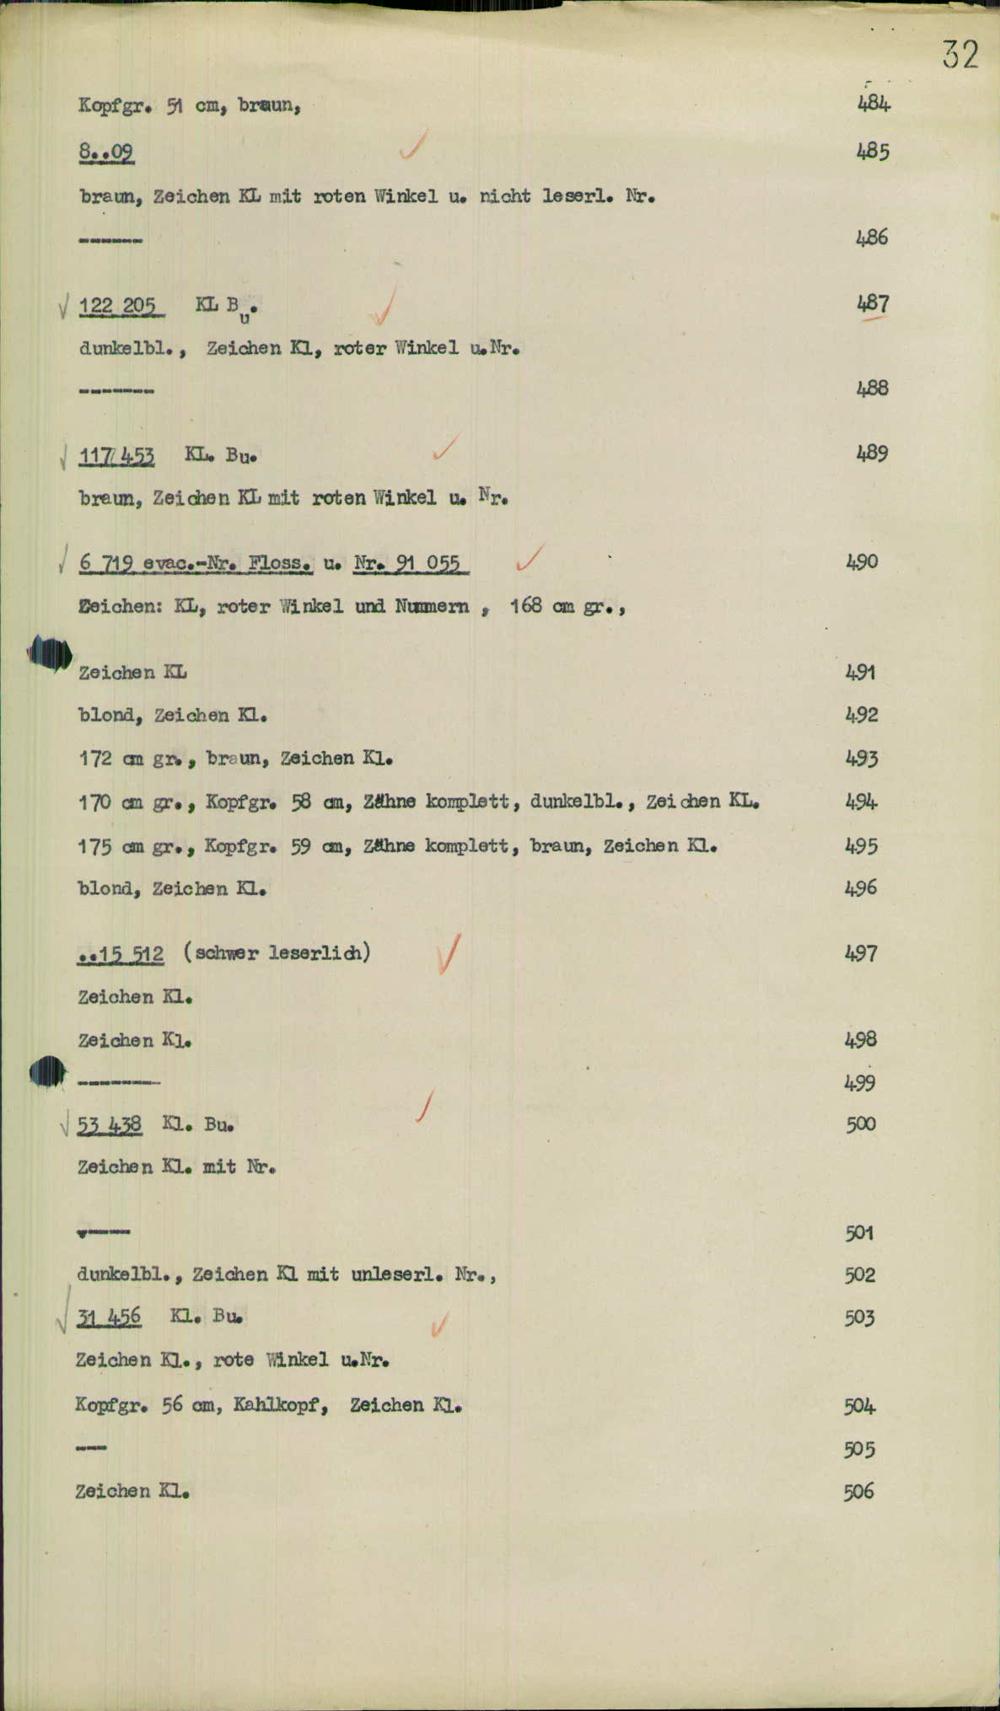 32
Kopfgr. 51 cm, braun, 484
8..09 485
braun, Zeichen KL mit roten Winkel u. nicht leserl. Nr.
------- 486
122 205 KL Bu. 487
dunkelbl., Zeichen Kl, roter Winkel u.Nr.
-------- 488
117 453 KL. Bu. 489
braun, Zeichen KL mit roten Winkel u. Nr.
6 719 evac.-Nr. Floss. u. Nr. 91 055 490
Zeichen: KL, roter Winkel und Nummern , 168 cm gr.,
Zeichen KL 491
blond, Zeichen Kl. 492
172 cm gr., braun, Zeichen Kl. 493
170 cm gr., Kopfgr. 58 cm, Zähne komplett, dunkelbl., Zeichen KL. 494
175 cm gr., Kopfgr. 59 cm, Zähne komplett, braun, Zeichen Kl. 495
blond, Zeichen Kl. 496
..15 512 (schwer leserlich) 497
Zeichen Kl.
Zeichen Kl. 498
--------- 499
53 438 Kl. Bu. 500
Zeichen Kl. mit Nr.
------ 501
dunkelbl., Zeichen Kl mit unleserl. Nr., 502
31 456 Kl. Bu. 503
Zeichen Kl., rote Winkel u.Nr.
Kopfgr. 56 cm, Kahlkopf, Zeichen Kl. 504
--- 505
Zeichen Kl. 506